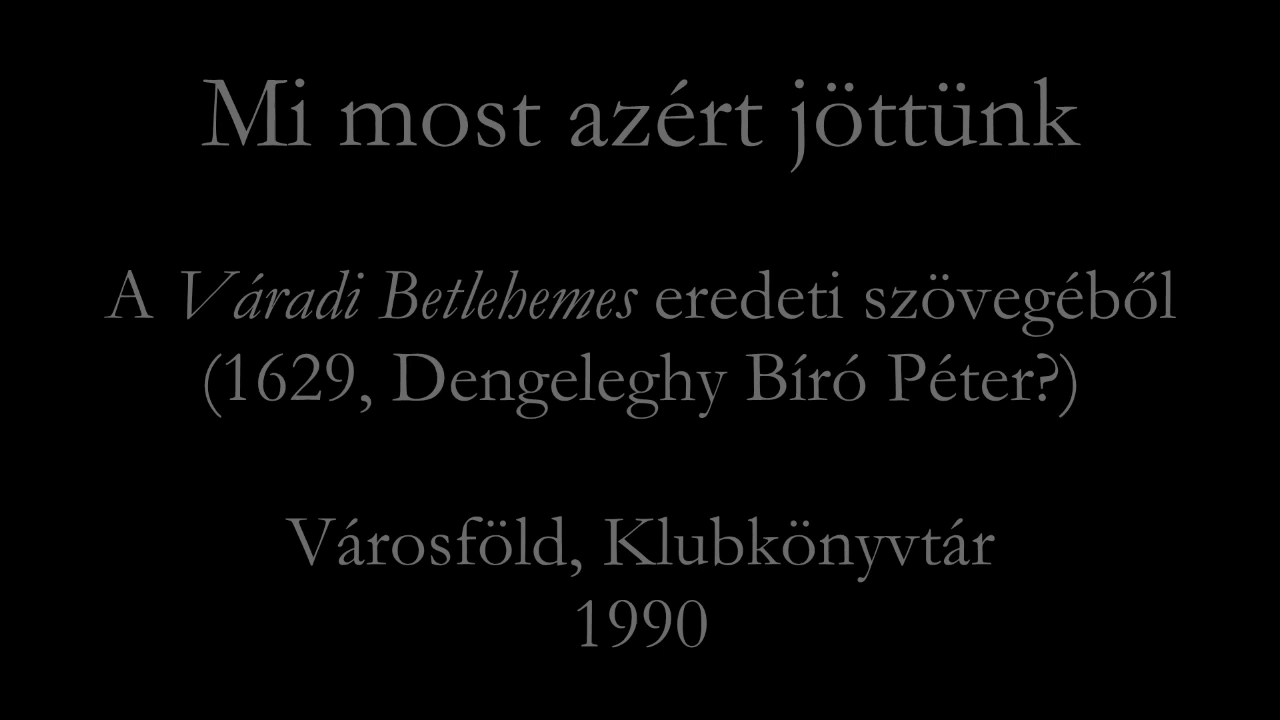 Mi most azért jöttünk
A Váradi Betlehemes eredeti szövegéből
(1629, Dengeleghy Bíró Péter?)
Városföld, Klubkönyvtár
1990